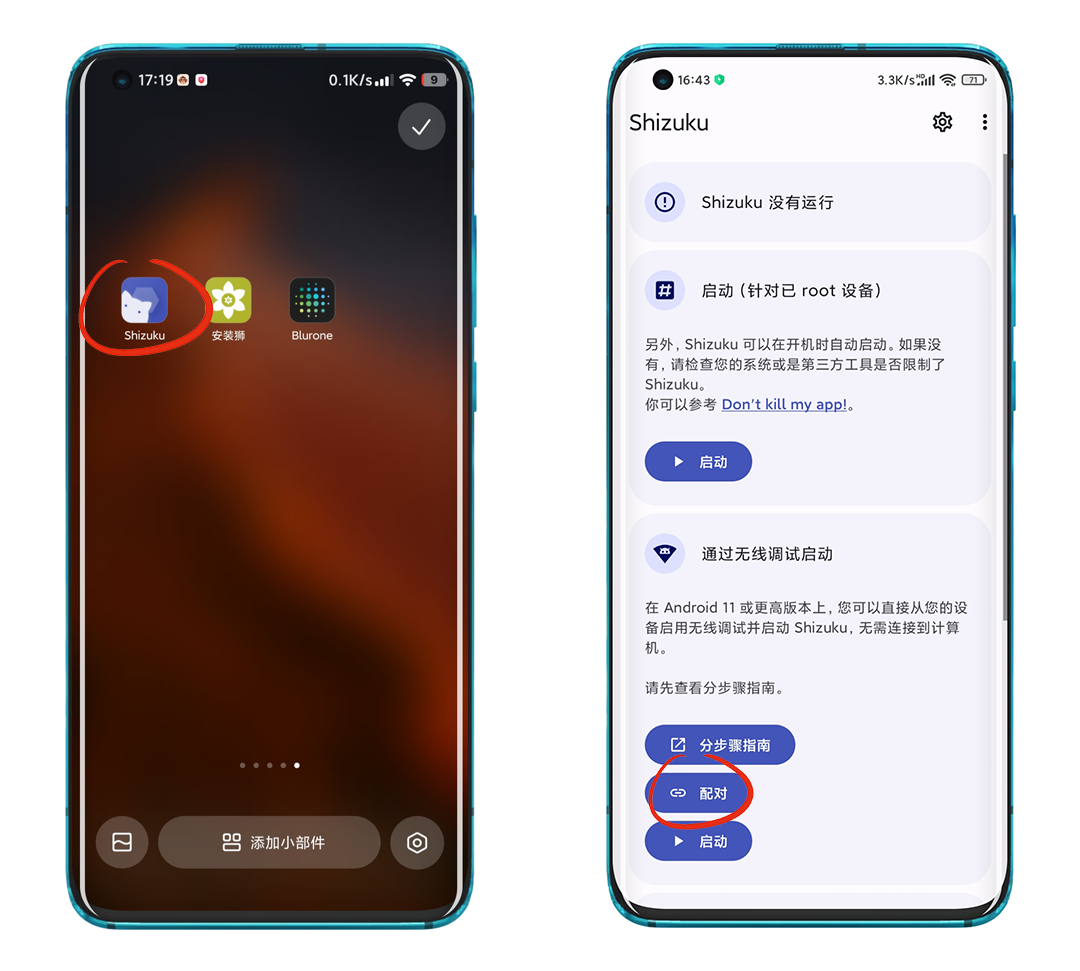 17:19
0.1K/s
9
Shizuku
安装狮
Blurone
添加小部件
16:43
3.3K/s
HD
71
Shizuku
Shizuku 没有运行
启动（针对已 root 设备）
另外，Shizuku 可以在开机时自动启动。如果没
有，请检查您的系统或是第三方工具是否限制了
Shizuku。
你可以参考 Don't kill my app!。
启动
通过无线调试启动
在 Android 11 或更高版本上，您可以直接从您的设
备启用无线调试并启动 Shizuku，无需连接到计算
机。
请先查看分步骤指南。
分步骤指南
配对
启动